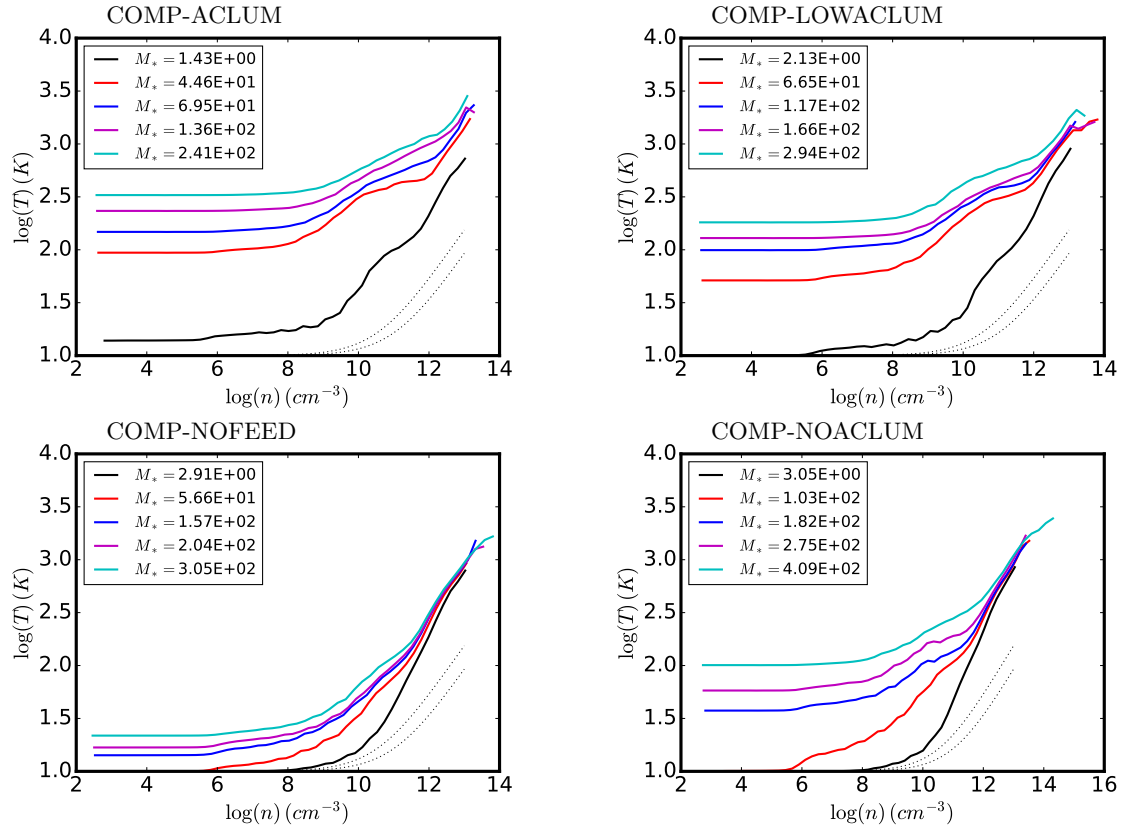 COMP-ACLUM
4.0
3.5
3.0
2.5
2.0
1.5
1.0
log(T) (K)
M* = 1.43E+00
M* = 4.46E+01
M* = 6.95E+01
M* = 1.36E+02
M* = 2.41E+02
2 4 6 8 10 12 14
log(n) (cm⁻³)
COMP-LOWACLUM
4.0
3.5
3.0
2.5
2.0
1.5
1.0
log(T) (K)
M* = 2.13E+00
M* = 6.65E+01
M* = 1.17E+02
M* = 1.66E+02
M* = 2.94E+02
2 4 6 8 10 12 14
log(n) (cm⁻³)
COMP-NOFEED
4.0
3.5
3.0
2.5
2.0
1.5
1.0
log(T) (K)
M* = 2.91E+00
M* = 5.66E+01
M* = 1.57E+02
M* = 2.04E+02
M* = 3.05E+02
2 4 6 8 10 12 14
log(n) (cm⁻³)
COMP-NOACLUM
4.0
3.5
3.0
2.5
2.0
1.5
1.0
log(T) (K)
M* = 3.05E+00
M* = 1.03E+02
M* = 1.82E+02
M* = 2.75E+02
M* = 4.09E+02
2 4 6 8 10 12 14 16
log(n) (cm⁻³)